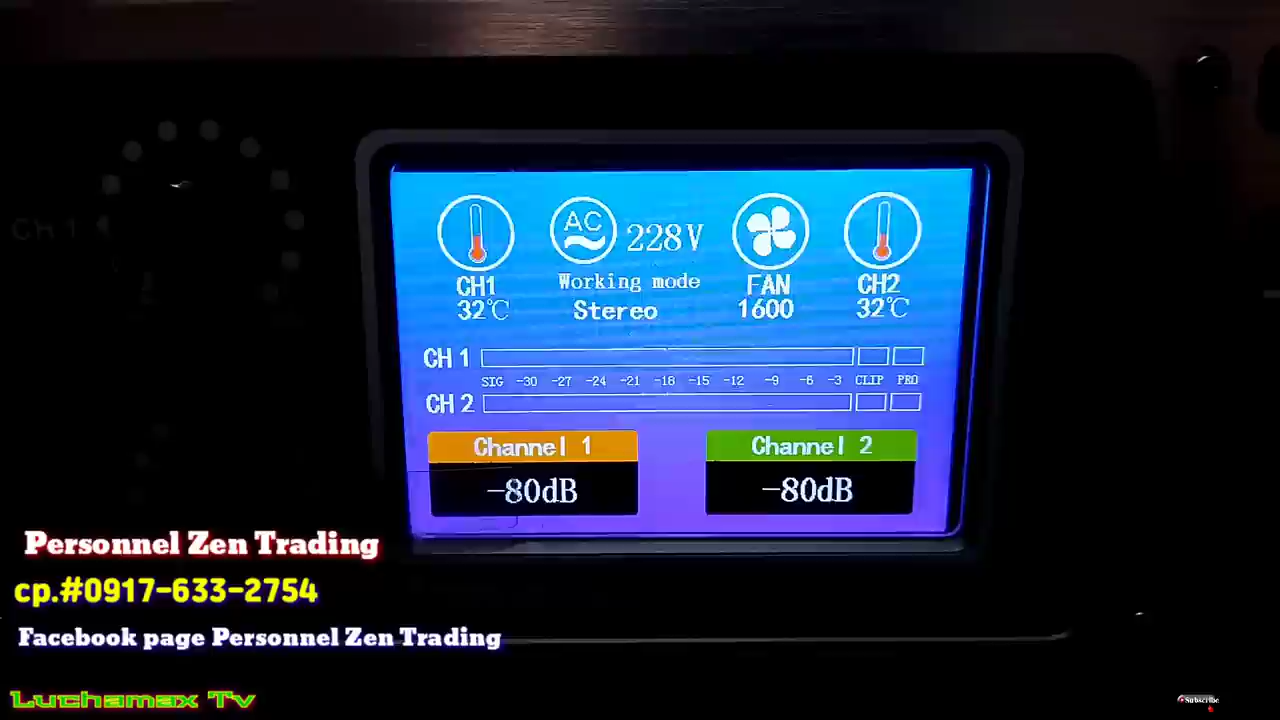 CH 1
AC
228V
CH1
32℃
Working mode
Stereo
FAN
1600
CH2
32℃
CH 1
SIG -30 -27 -24 -21 -18 -15 -12 -9 -6 -3 CLIP PRO
CH 2
Channel 1
-80dB
Channel 2
-80dB
Personnel Zen Trading
cp.#0917-633-2754
Facebook page Personnel Zen Trading
Luchamax Tv
Subscribe